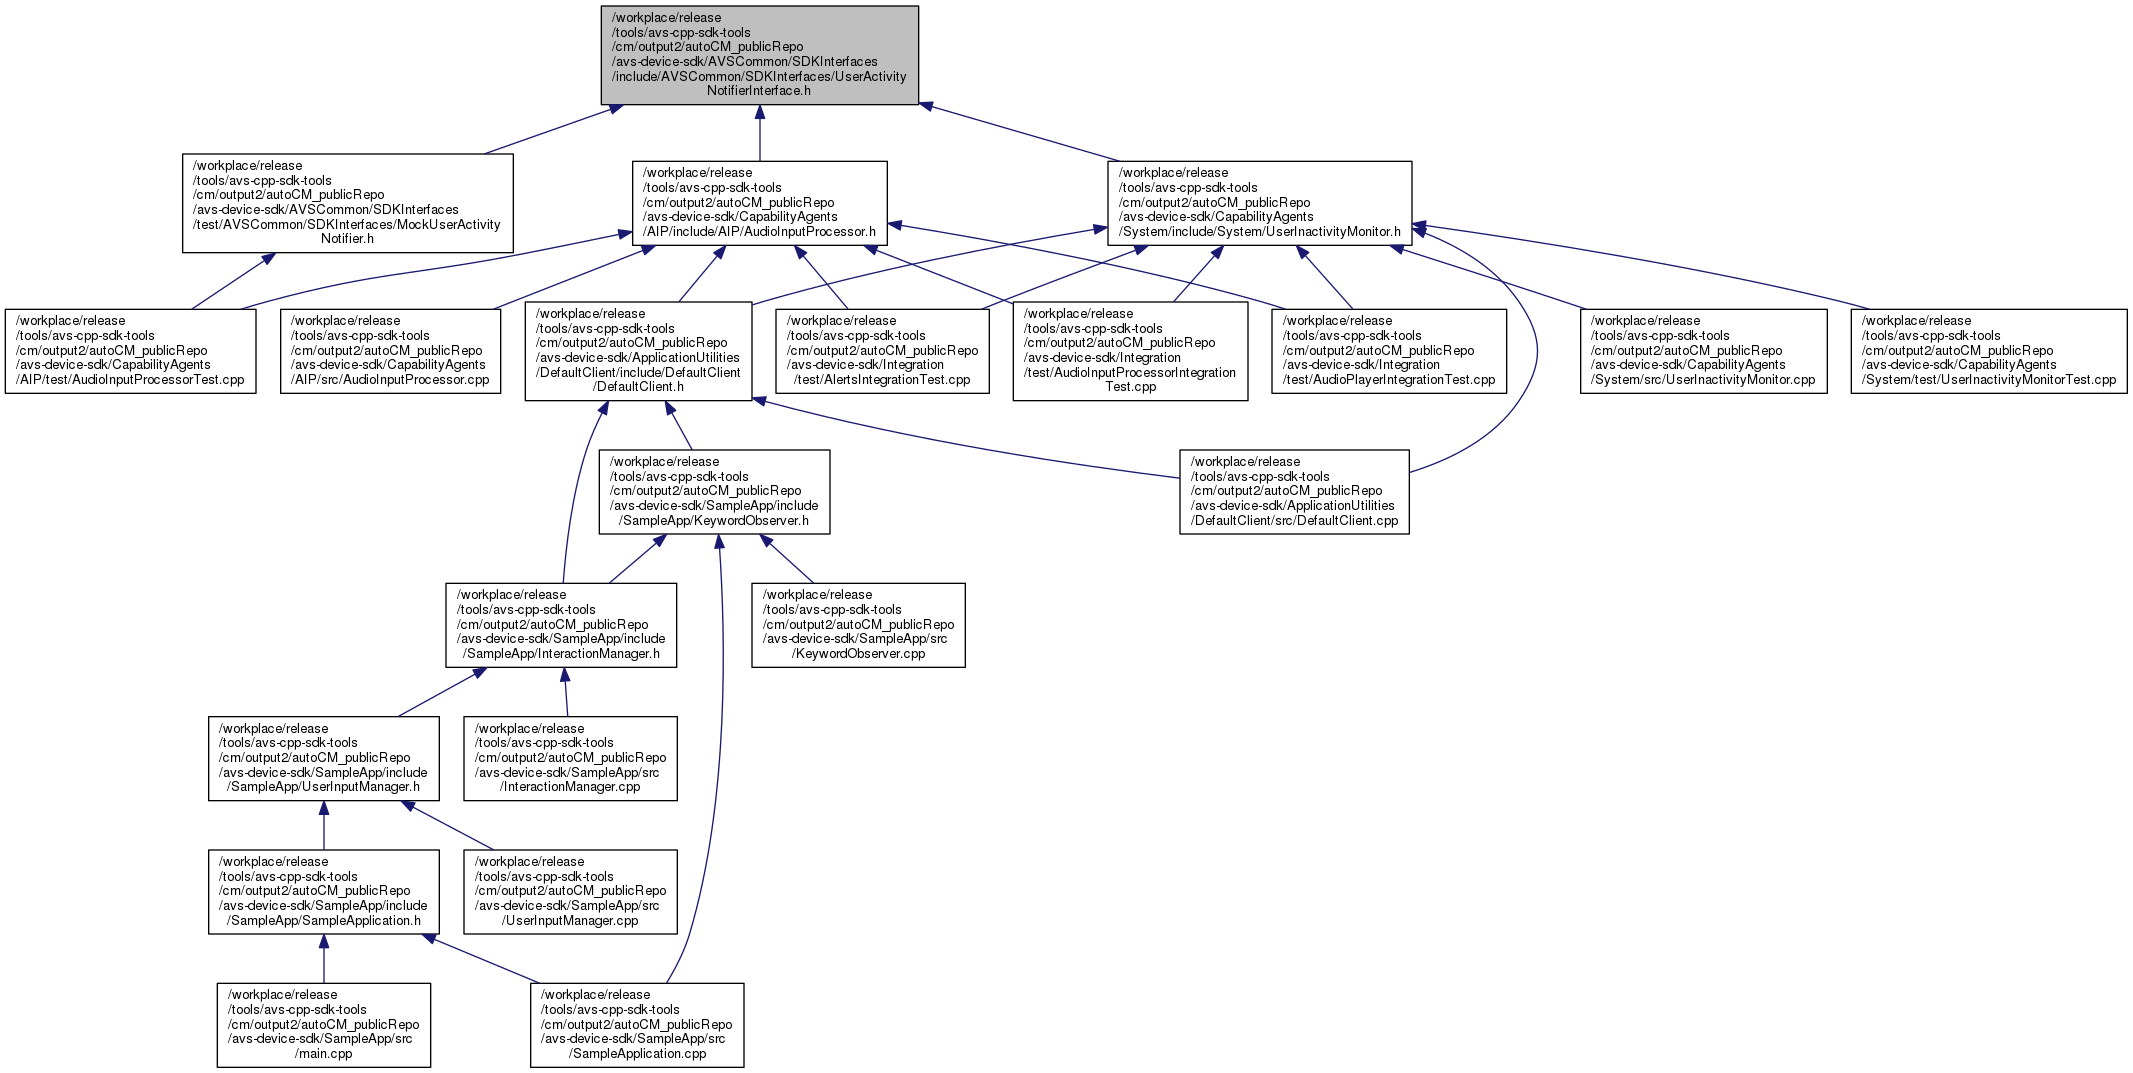 /workplace/release
/tools/avs-cpp-sdk-tools
/cm/output2/autoCM_publicRepo
/avs-device-sdk/AVSCommon/SDKInterfaces
/include/AVSCommon/SDKInterfaces/UserActivity
NotifierInterface.h
/workplace/release
/tools/avs-cpp-sdk-tools
/cm/output2/autoCM_publicRepo
/avs-device-sdk/AVSCommon/SDKInterfaces
/test/AVSCommon/SDKInterfaces/MockUserActivity
Notifier.h
/workplace/release
/tools/avs-cpp-sdk-tools
/cm/output2/autoCM_publicRepo
/avs-device-sdk/CapabilityAgents
/AIP/include/AIP/AudioInputProcessor.h
/workplace/release
/tools/avs-cpp-sdk-tools
/cm/output2/autoCM_publicRepo
/avs-device-sdk/CapabilityAgents
/System/include/System/UserInactivityMonitor.h
/workplace/release
/tools/avs-cpp-sdk-tools
/cm/output2/autoCM_publicRepo
/avs-device-sdk/CapabilityAgents
/AIP/test/AudioInputProcessorTest.cpp
/workplace/release
/tools/avs-cpp-sdk-tools
/cm/output2/autoCM_publicRepo
/avs-device-sdk/CapabilityAgents
/AIP/src/AudioInputProcessor.cpp
/workplace/release
/tools/avs-cpp-sdk-tools
/cm/output2/autoCM_publicRepo
/avs-device-sdk/ApplicationUtilities
/DefaultClient/include/DefaultClient
/DefaultClient.h
/workplace/release
/tools/avs-cpp-sdk-tools
/cm/output2/autoCM_publicRepo
/avs-device-sdk/Integration
/test/AlertsIntegrationTest.cpp
/workplace/release
/tools/avs-cpp-sdk-tools
/cm/output2/autoCM_publicRepo
/avs-device-sdk/Integration
/test/AudioInputProcessorIntegration
Test.cpp
/workplace/release
/tools/avs-cpp-sdk-tools
/cm/output2/autoCM_publicRepo
/avs-device-sdk/Integration
/test/AudioPlayerIntegrationTest.cpp
/workplace/release
/tools/avs-cpp-sdk-tools
/cm/output2/autoCM_publicRepo
/avs-device-sdk/CapabilityAgents
/System/src/UserInactivityMonitor.cpp
/workplace/release
/tools/avs-cpp-sdk-tools
/cm/output2/autoCM_publicRepo
/avs-device-sdk/CapabilityAgents
/System/test/UserInactivityMonitorTest.cpp
/workplace/release
/tools/avs-cpp-sdk-tools
/cm/output2/autoCM_publicRepo
/avs-device-sdk/SampleApp/include
/SampleApp/KeywordObserver.h
/workplace/release
/tools/avs-cpp-sdk-tools
/cm/output2/autoCM_publicRepo
/avs-device-sdk/ApplicationUtilities
/DefaultClient/src/DefaultClient.cpp
/workplace/release
/tools/avs-cpp-sdk-tools
/cm/output2/autoCM_publicRepo
/avs-device-sdk/SampleApp/include
/SampleApp/InteractionManager.h
/workplace/release
/tools/avs-cpp-sdk-tools
/cm/output2/autoCM_publicRepo
/avs-device-sdk/SampleApp/src
/KeywordObserver.cpp
/workplace/release
/tools/avs-cpp-sdk-tools
/cm/output2/autoCM_publicRepo
/avs-device-sdk/SampleApp/include
/SampleApp/UserInputManager.h
/workplace/release
/tools/avs-cpp-sdk-tools
/cm/output2/autoCM_publicRepo
/avs-device-sdk/SampleApp/src
/InteractionManager.cpp
/workplace/release
/tools/avs-cpp-sdk-tools
/cm/output2/autoCM_publicRepo
/avs-device-sdk/SampleApp/include
/SampleApp/SampleApplication.h
/workplace/release
/tools/avs-cpp-sdk-tools
/cm/output2/autoCM_publicRepo
/avs-device-sdk/SampleApp/src
/UserInputManager.cpp
/workplace/release
/tools/avs-cpp-sdk-tools
/cm/output2/autoCM_publicRepo
/avs-device-sdk/SampleApp/src
/main.cpp
/workplace/release
/tools/avs-cpp-sdk-tools
/cm/output2/autoCM_publicRepo
/avs-device-sdk/SampleApp/src
/SampleApplication.cpp